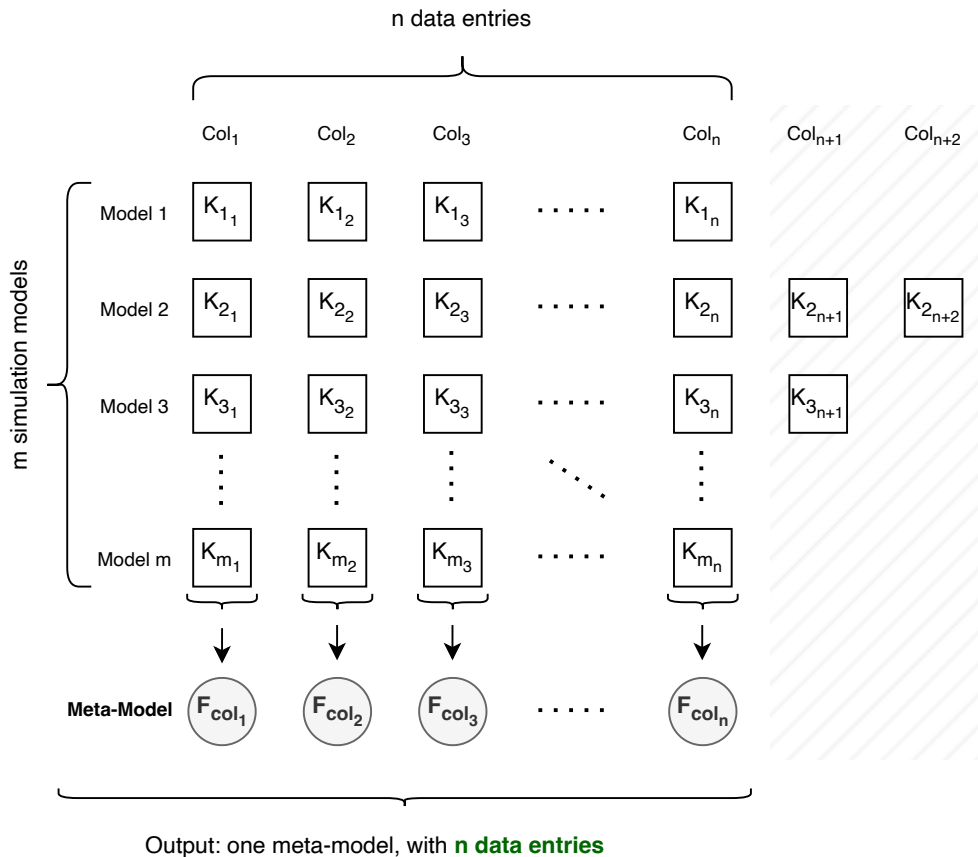 n data entries
Col1 Col2 Col3 Coln Coln+1 Coln+2
Model 1 K11 K12 K13 ..... K1n
Model 2 K21 K22 K23 ..... K2n K2n+1 K2n+2
Model 3 K31 K32 K33 ..... K3n K3n+1
m simulation models
Model m Km1 Km2 Km3 ..... Kmn
Meta-Model Fcol1 Fcol2 Fcol3 ..... Fcoln
Output: one meta-model, with n data entries